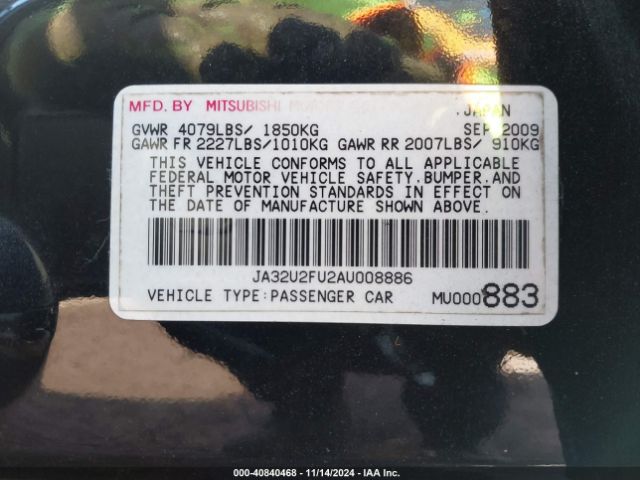 MFD. BY MITSUBISHI
JAPAN
GVWR 4079LBS/ 1850KG SEP 2009
GAWR FR 2227LBS/1010KG GAWR RR 2007LBS/ 910KG
THIS VEHICLE CONFORMS TO ALL APPLICABLE
FEDERAL MOTOR VEHICLE SAFETY.BUMPER.AND
THEFT PREVENTION STANDARDS IN EFFECT ON
THE DATE OF MANUFACTURE SHOWN ABOVE.
JA32U2FU2AU008886
VEHICLE TYPE:PASSENGER CAR MU000883
000-40840468 - 11/14/2024 - IAA Inc.